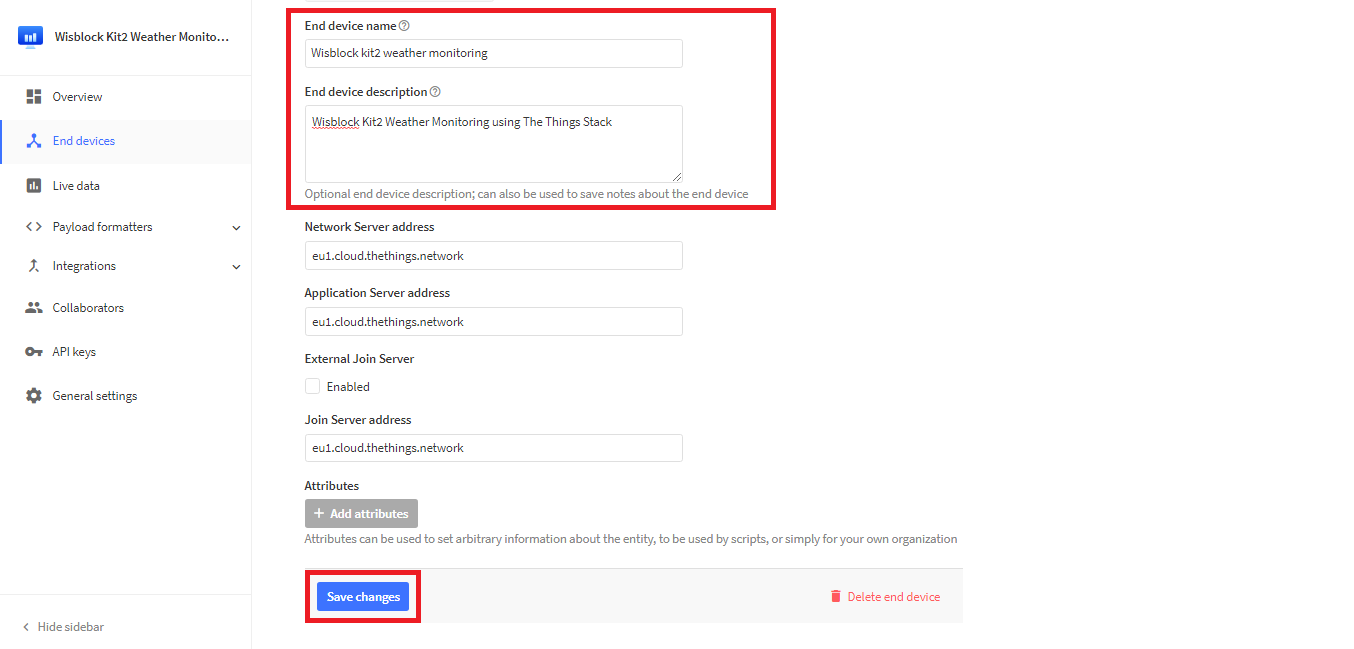 Wisblock Kit2 Weather Monito...
Overview
End devices
Live data
Payload formatters
Integrations
Collaborators
API keys
General settings
Hide sidebar
End device name
Wisblock kit2 weather monitoring
End device description
Wisblock Kit2 Weather Monitoring using The Things Stack
Optional end device description; can also be used to save notes about the end device
Network Server address
eu1.cloud.thethings.network
Application Server address
eu1.cloud.thethings.network
External Join Server
Enabled
Join Server address
eu1.cloud.thethings.network
Attributes
+ Add attributes
Attributes can be used to set arbitrary information about the entity, to be used by scripts, or simply for your own organization
Save changes
Delete end device